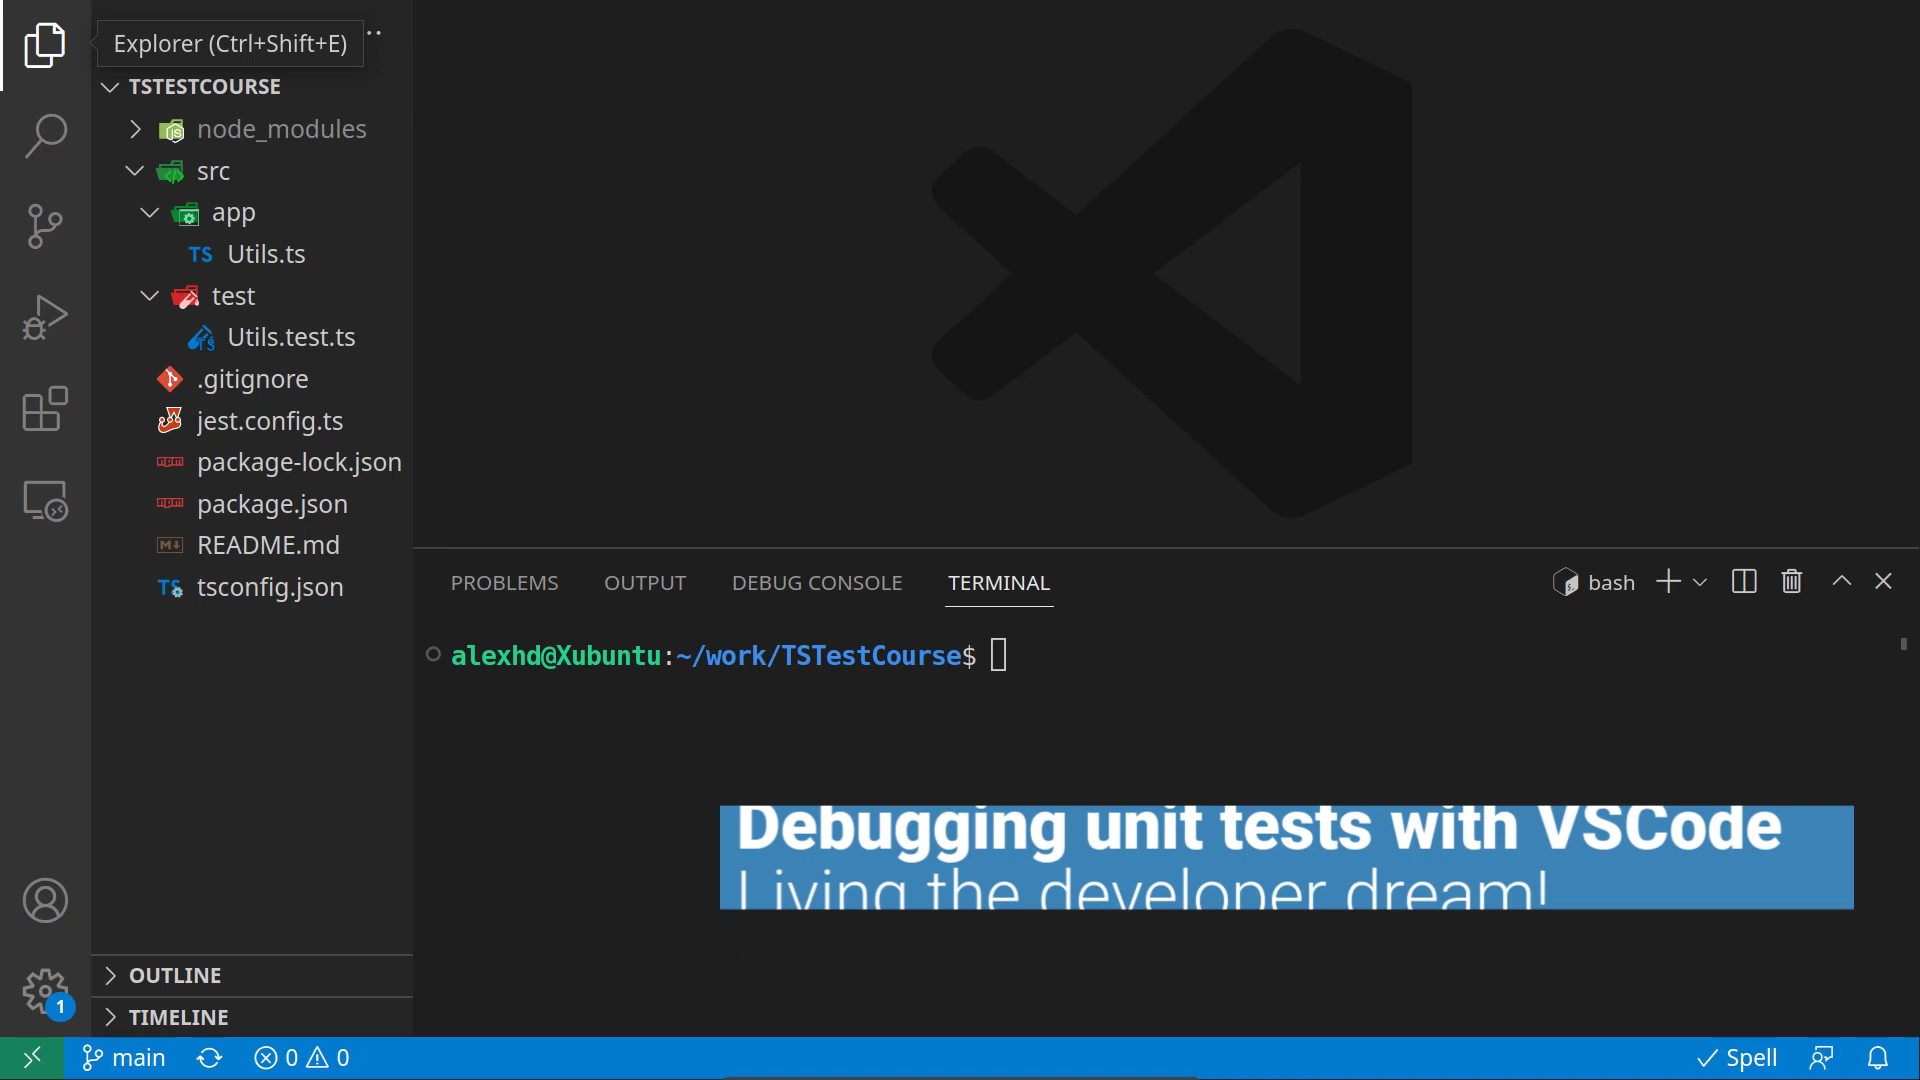 Explorer (Ctrl+Shift+E)
TSTESTCOURSE
node_modules
src
app
TS Utils.ts
test
Utils.test.ts
.gitignore
jest.config.ts
package-lock.json
package.json
README.md
tsconfig.json
OUTLINE
TIMELINE
PROBLEMS OUTPUT DEBUG CONSOLE TERMINAL bash
alexhd@Xubuntu:~/work/TSTestCourse$
Debugging unit tests with VSCode
Living the developer dream!
1
main 0 0 Spell